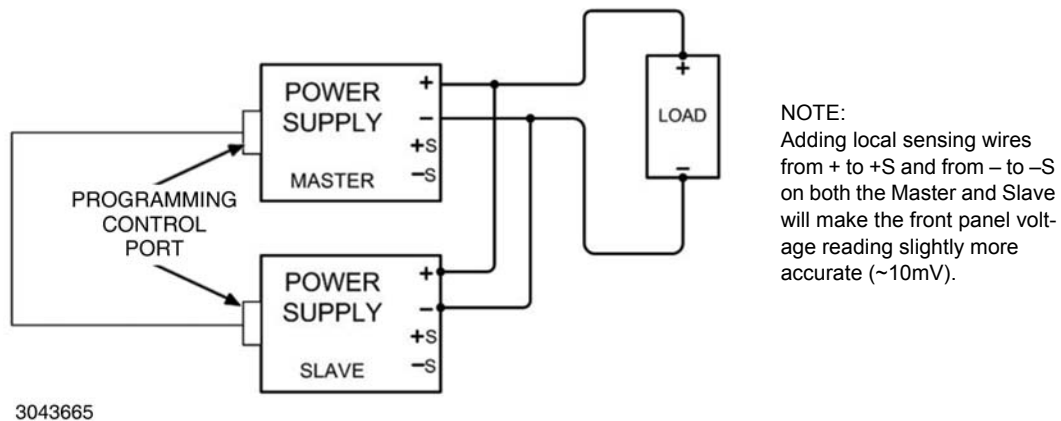 POWER
SUPPLY
MASTER
+
−
+S
−S
PROGRAMMING
CONTROL
PORT
POWER
SUPPLY
SLAVE
+
−
+S
−S
+
LOAD
−
NOTE:
Adding local sensing wires
from + to +S and from – to –S
on both the Master and Slave
will make the front panel volt-
age reading slightly more
accurate (~10mV).
3043665